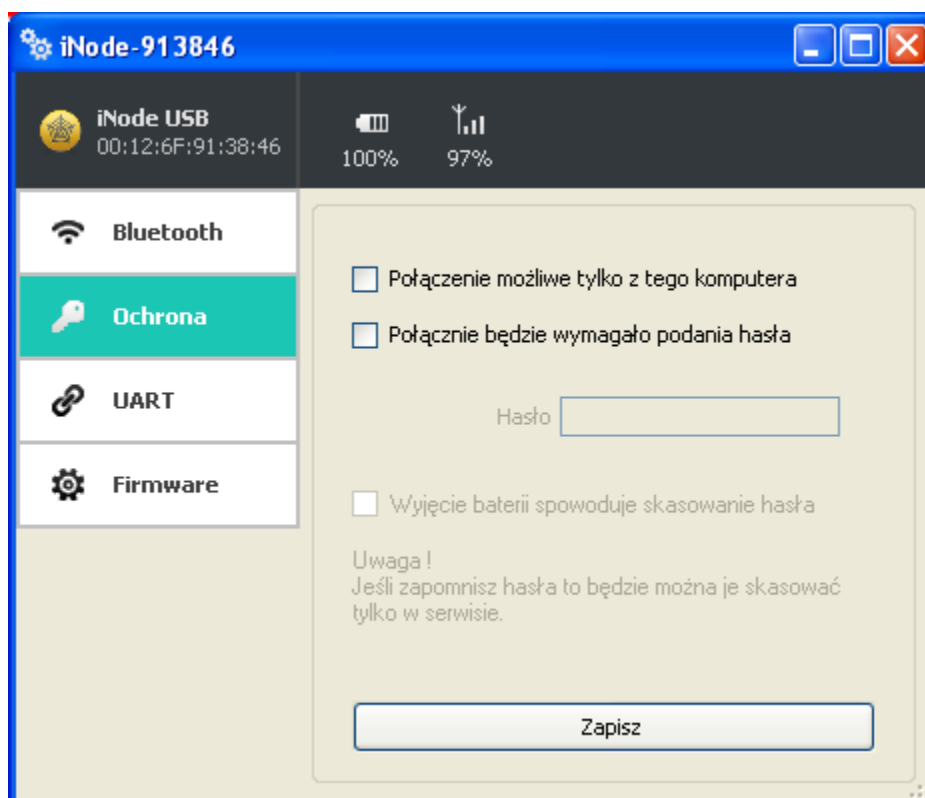 iNode-913846
iNode USB
00:12:6F:91:38:46
100%
97%
Bluetooth
Ochrona
UART
Firmware
Połączenie możliwe tylko z tego komputera
Połącznie będzie wymagało podania hasła
Hasło
Wyjęcie baterii spowoduje skasowanie hasła
Uwaga !
Jeśli zapomnisz hasła to będzie można je skasować
tylko w serwisie.
Zapisz